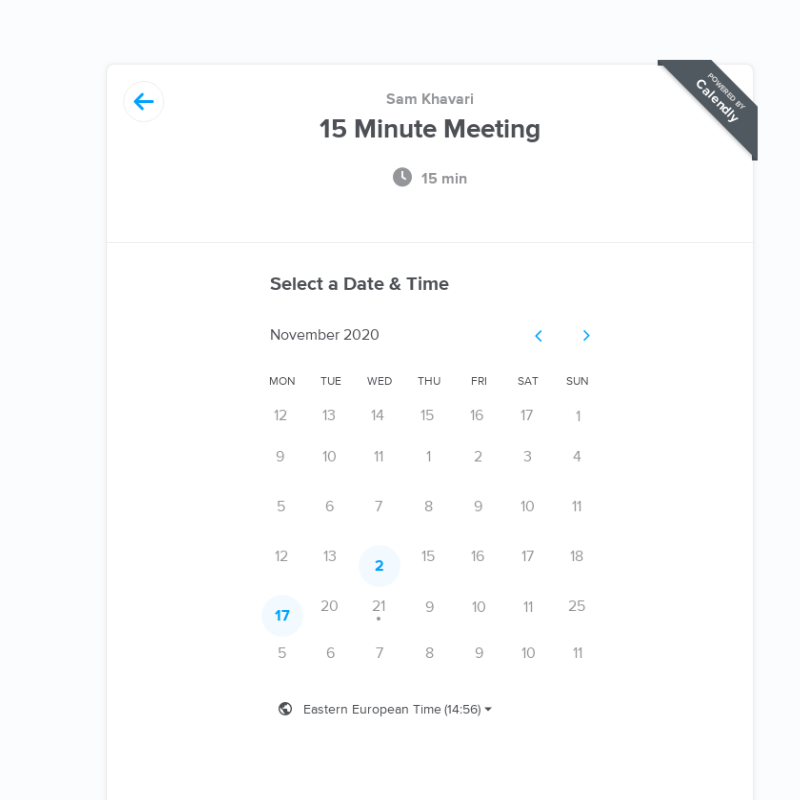 POWERED BY
Calendly
Sam Khavari
15 Minute Meeting
15 min
Select a Date & Time
November 2020
MON TUE WED THU FRI SAT SUN
12 13 14 15 16 17 1
9 10 11 1 2 3 4
5 6 7 8 9 10 11
12 13 2 15 16 17 18
17 20 21 9 10 11 25
5 6 7 8 9 10 11
Eastern European Time (14:56)